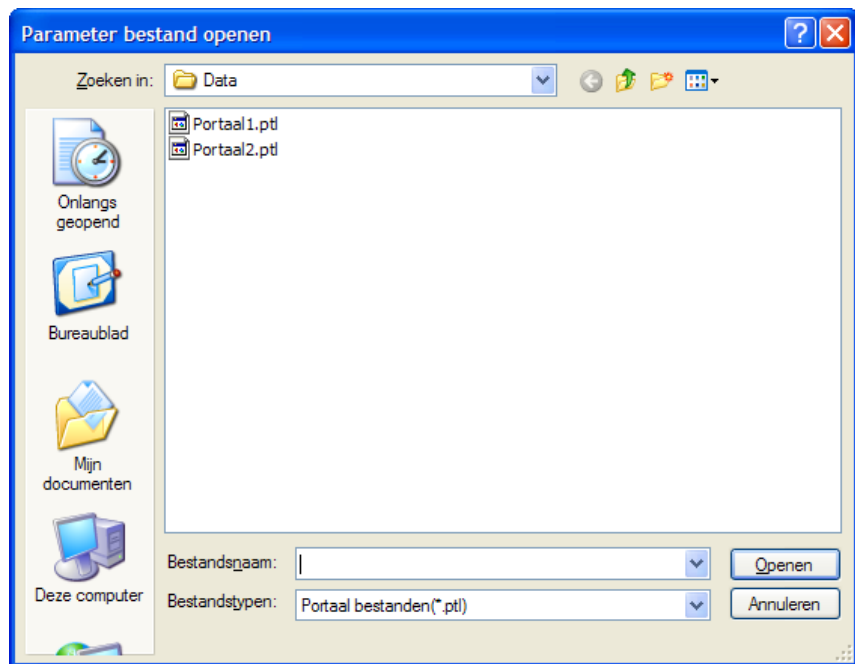 Parameter bestand openen
Zoeken in: Data
Portaal1.ptl
Portaal2.ptl
Onlangs
geopend
Bureaublad
Mijn
documenten
Deze computer
Bestandsnaam: Openen
Bestandstypen: Portaal bestanden(*.ptl) Annuleren